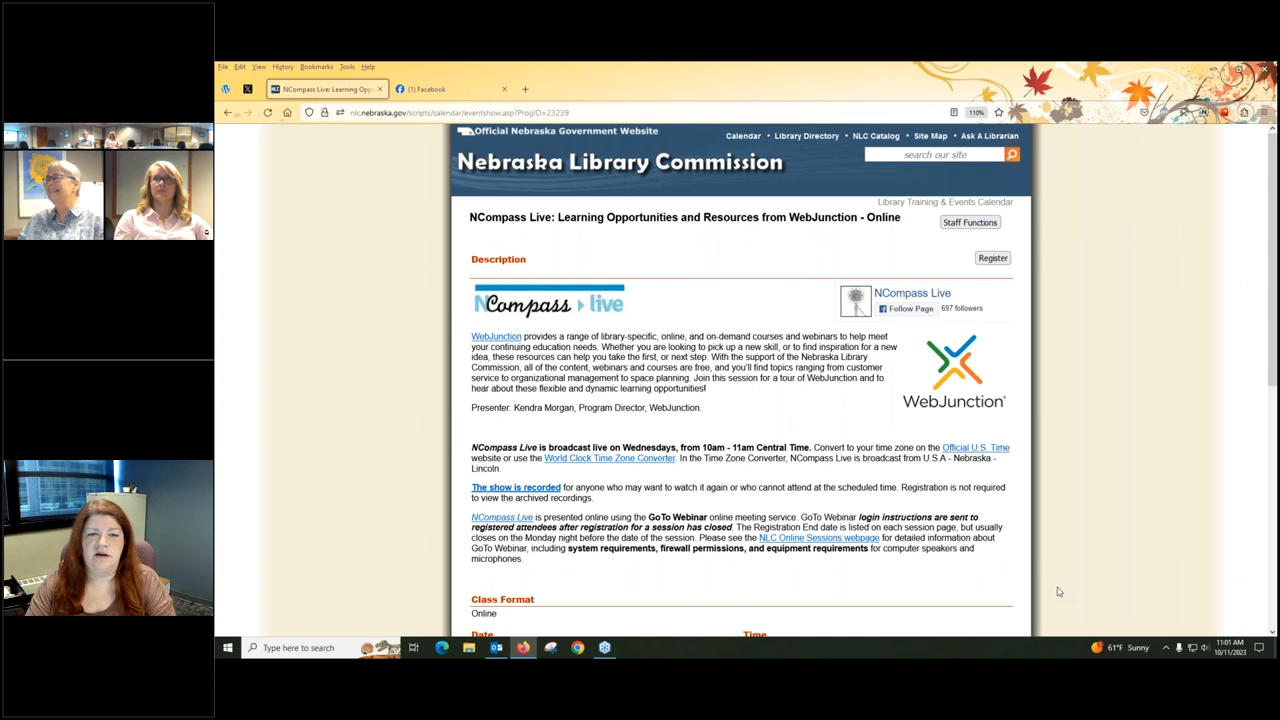 File Edit View History Bookmarks Tools Help
NCompass Live: Learning Oppo
(1) Facebook
nlc.nebraska.gov/scripts/calendar/eventshow.asp?ProgID=23239
110%
Official Nebraska Government Website
Calendar • Library Directory • NLC Catalog • Site Map • Ask A Librarian
Nebraska Library Commission
search our site
Library Training & Events Calendar
NCompass Live: Learning Opportunities and Resources from WebJunction - Online
Staff Functions
Description
Register
NCompass live
NCompass Live
Follow Page 697 followers
WebJunction provides a range of library-specific, online, and on-demand courses and webinars to help meet
your continuing education needs. Whether you are looking to pick up a new skill, or to find inspiration for a new
idea, these resources can help you take the first, or next step. With the support of the Nebraska Library
Commission, all of the content, webinars and courses are free, and you'll find topics ranging from customer
service to organizational management to space planning. Join this session for a tour of WebJunction and to
hear about these flexible and dynamic learning opportunities!
WebJunction
Presenter: Kendra Morgan, Program Director, WebJunction.
NCompass Live is broadcast live on Wednesdays, from 10am - 11am Central Time. Convert to your time zone on the Official U.S. Time
website or use the World Clock Time Zone Converter. In the Time Zone Converter, NCompass Live is broadcast from U.S.A - Nebraska -
Lincoln.
The show is recorded for anyone who may want to watch it again or who cannot attend at the scheduled time. Registration is not required
to view the archived recordings.
NCompass Live is presented online using the GoTo Webinar online meeting service. GoTo Webinar login instructions are sent to
registered attendees after registration for a session has closed. The Registration End date is listed on each session page, but usually
closes on the Monday night before the date of the session. Please see the NLC Online Sessions webpage for detailed information about
GoTo Webinar, including system requirements, firewall permissions, and equipment requirements for computer speakers and
microphones.
Class Format
Online
Date Time
Type here to search
61°F Sunny
11:01 AM
10/11/2023